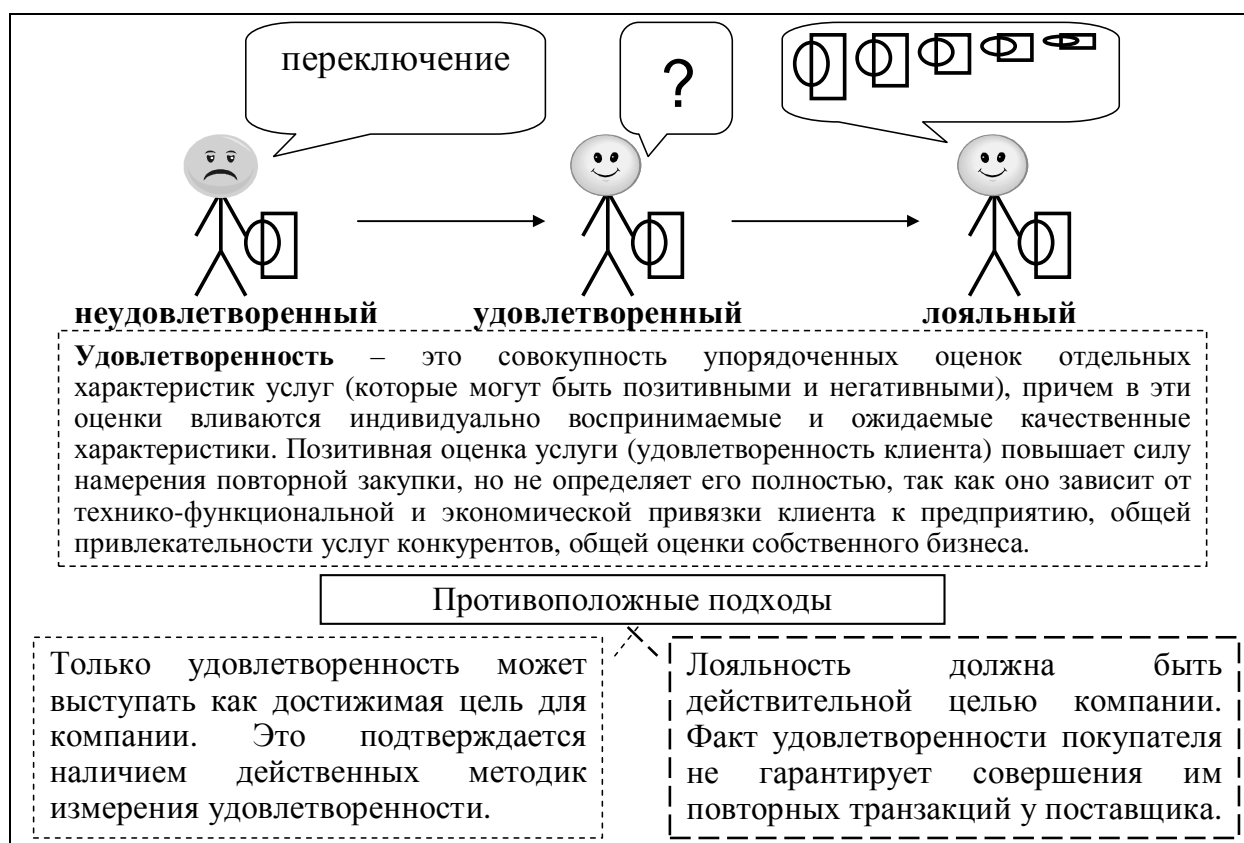 переключение
?
неудовлетворенный удовлетворенный лояльный
Удовлетворенность – это совокупность упорядоченных оценок отдельных
характеристик услуг (которые могут быть позитивными и негативными), причем в эти
оценки вливаются индивидуально воспринимаемые и ожидаемые качественные
характеристики. Позитивная оценка услуги (удовлетворенность клиента) повышает силу
намерения повторной закупки, но не определяет его полностью, так как оно зависит от
технико-функциональной и экономической привязки клиента к предприятию, общей
привлекательности услуг конкурентов, общей оценки собственного бизнеса.
Противоположные подходы
Только удовлетворенность может
выступать как достижимая цель для
компании. Это подтверждается
наличием действенных методик
измерения удовлетворенности.
Лояльность должна быть
действительной целью компании.
Факт удовлетворенности покупателя
не гарантирует совершения им
повторных транзакций у поставщика.